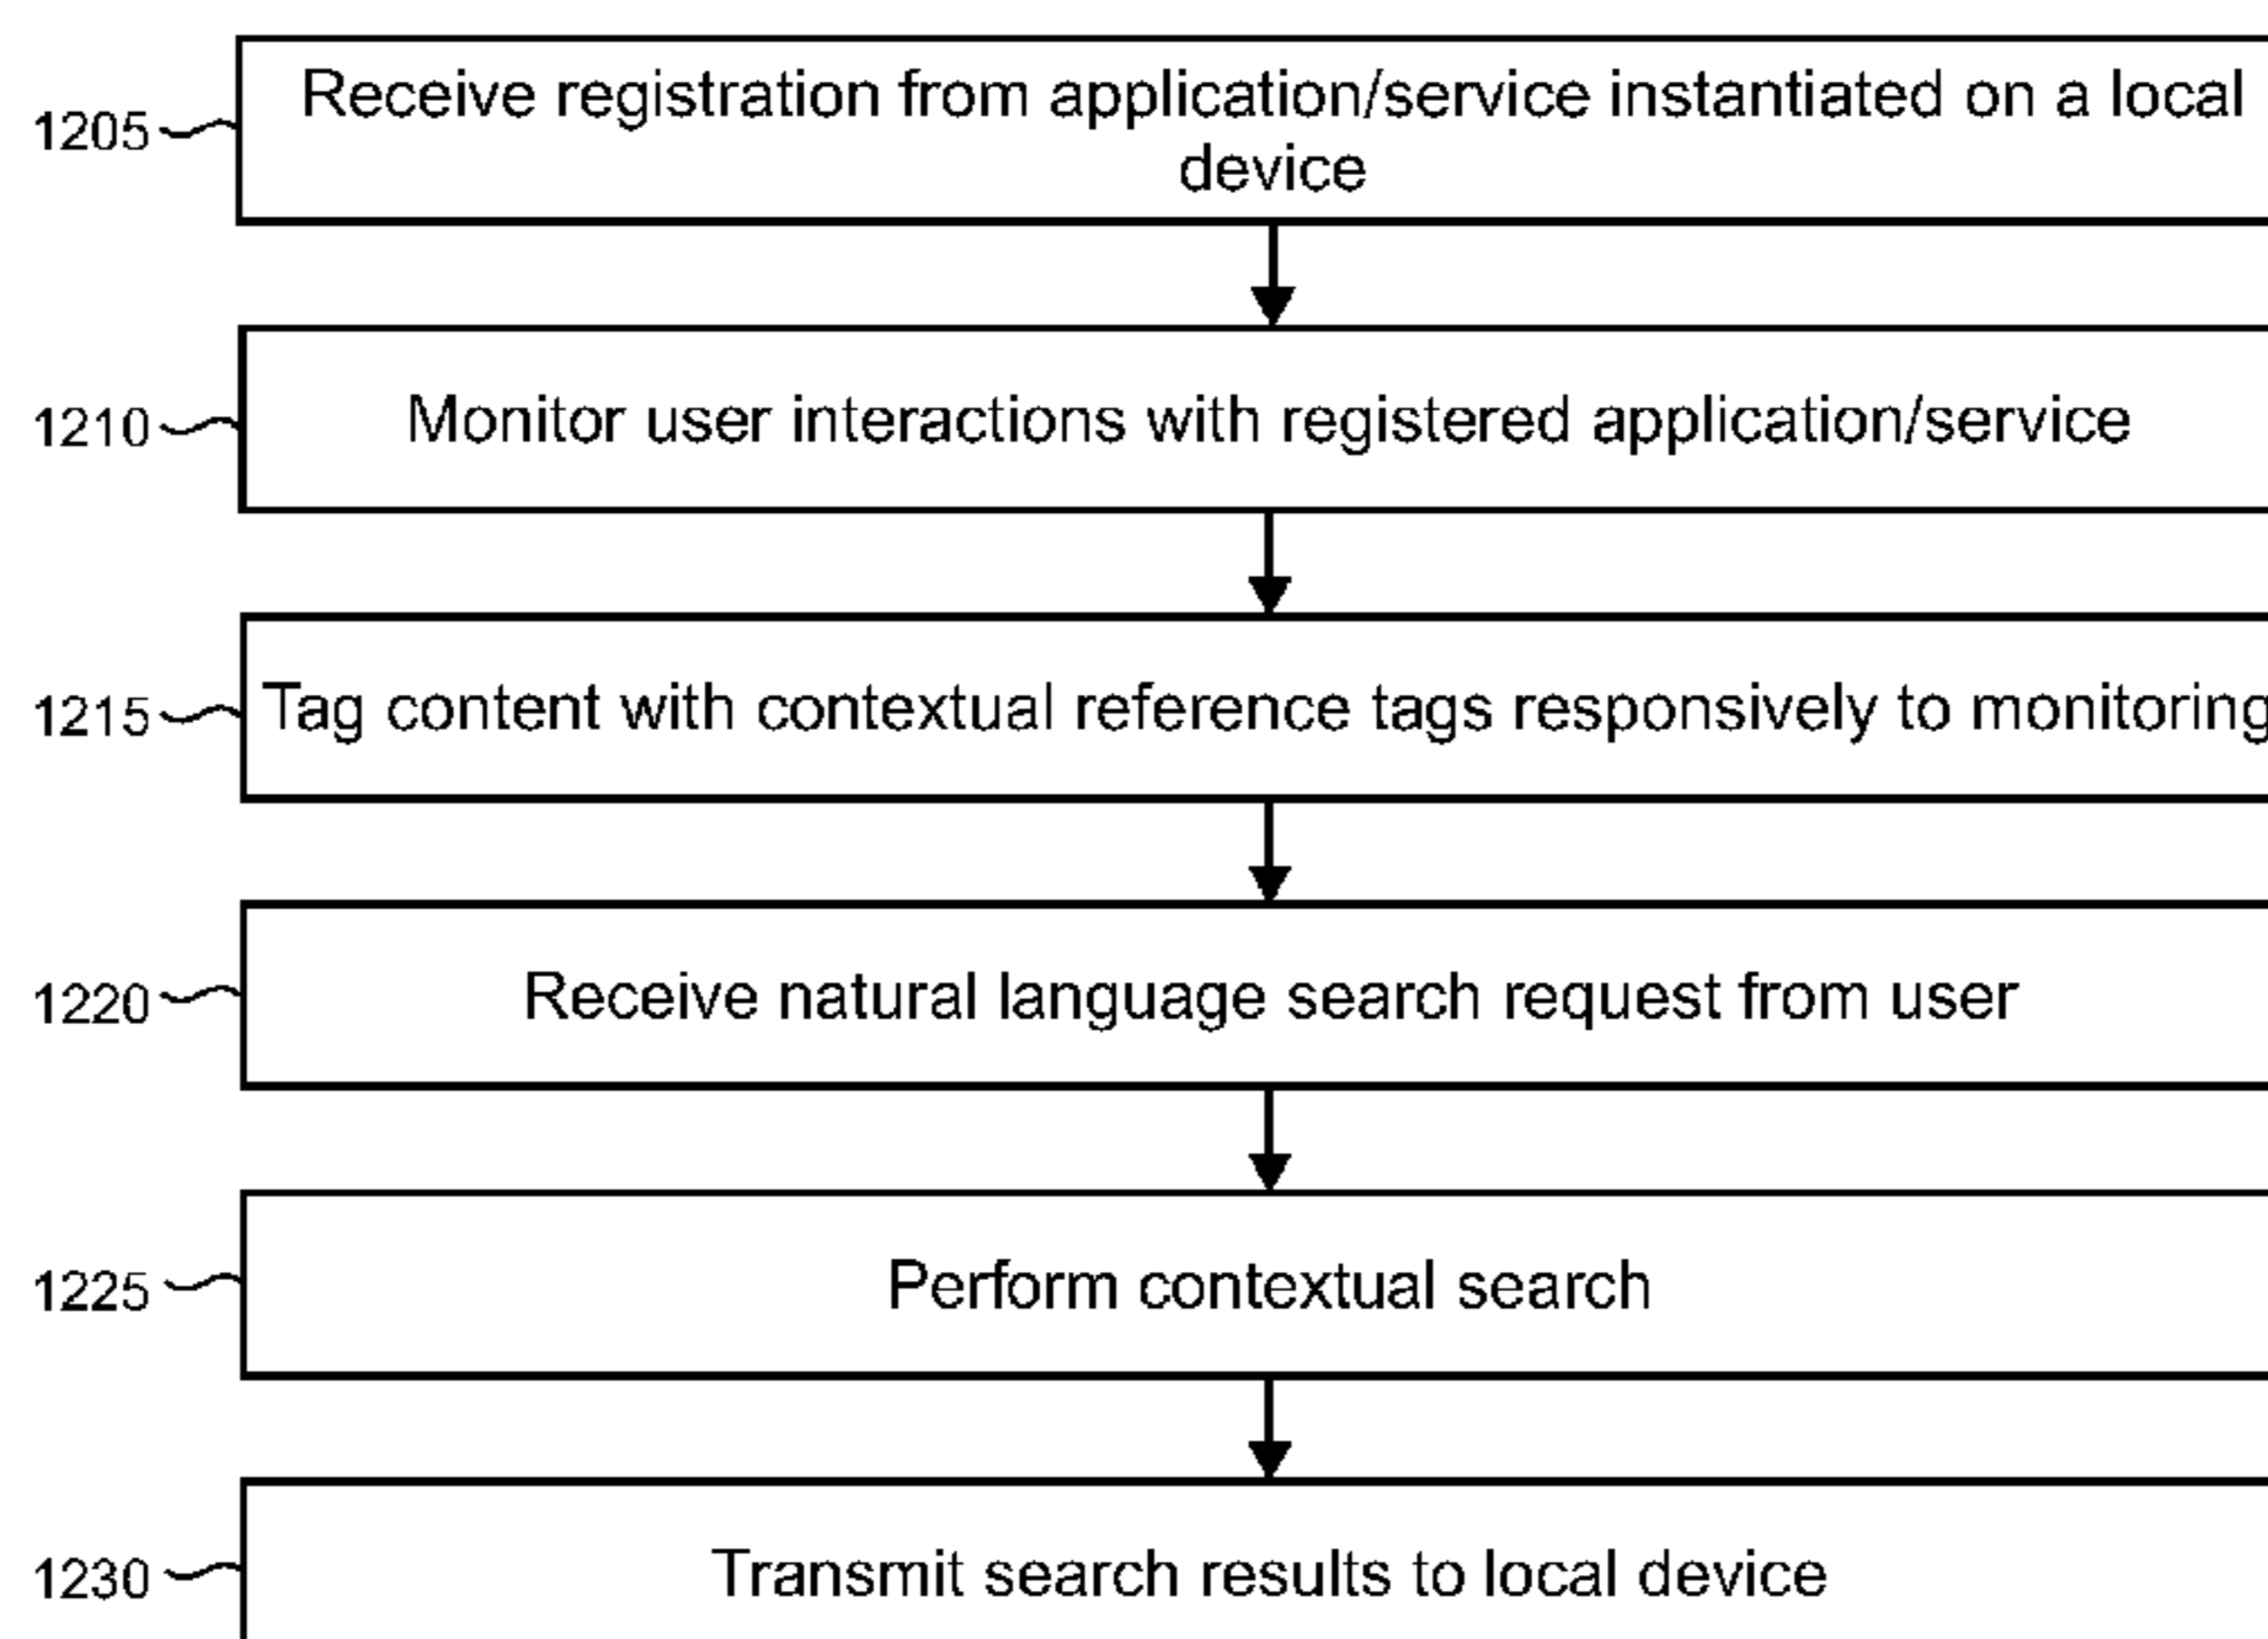 1205
Receive registration from application/service instantiated on a local
device
1210
Monitor user interactions with registered application/service
1215
Tag content with contextual reference tags responsively to monitoring
1220
Receive natural language search request from user
1225
Perform contextual search
1230
Transmit search results to local device